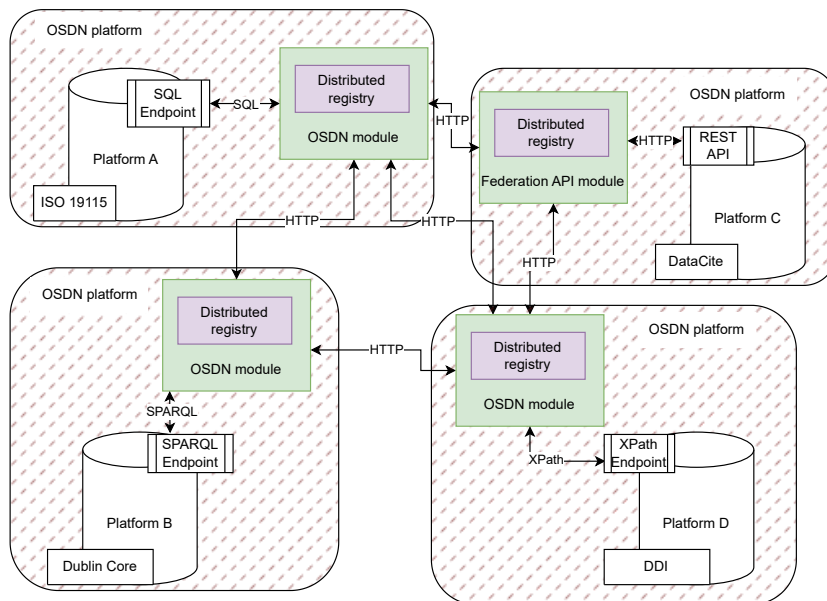 OSDN platform
SQL
Endpoint
SQL
Distributed
registry
OSDN module
Platform A
ISO 19115
HTTP
OSDN platform
Distributed
registry
Federation API module
HTTP
REST
API
Platform C
DataCite
HTTP
HTTP
HTTP
OSDN platform
Distributed
registry
OSDN module
HTTP
SPARQL
SPARQL
Endpoint
Platform B
Dublin Core
OSDN platform
Distributed
registry
OSDN module
XPath
XPath
Endpoint
Platform D
DDI